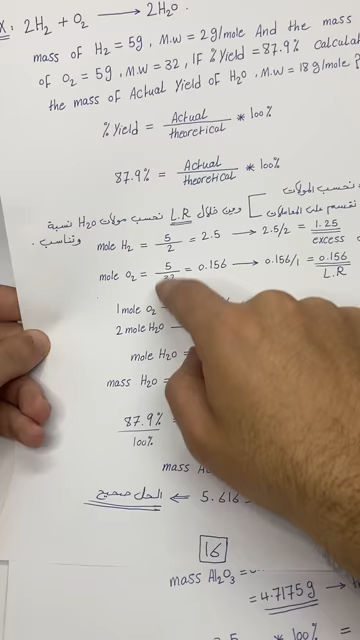 X: 2H₂ + O₂ ⟶ 2H₂O.
mass of H₂ = 5g , M.W = 2 g/mole And the mass
of O₂ = 5g , M.W = 32 , IF % Yield = 87.9% Calculat
the mass of Actual Yield of H₂O , M.W = 18 g/mole ?
% Yield = Actual / theoretical * 100%
87.9% = Actual / theoretical * 100%
نحسب المولات
نقسم على المعاملات
ومن خلال L.R نحسب مولات H₂O نسبة
وتناسب .
mole H₂ = 5/2 = 2.5 → 2.5/2 = 1.25
excess
mole O₂ = 5/32 = 0.156 ⟶ 0.156/1 = 0.156
L.R
1 mole O₂
2 mole H₂O
mole H₂O =
mass H₂O =
87.9% / 100% =
mass
الحل صحيح ⇐ 5.616
16
mass Al₂O₃ =
= 4.7175g →
* 100% =